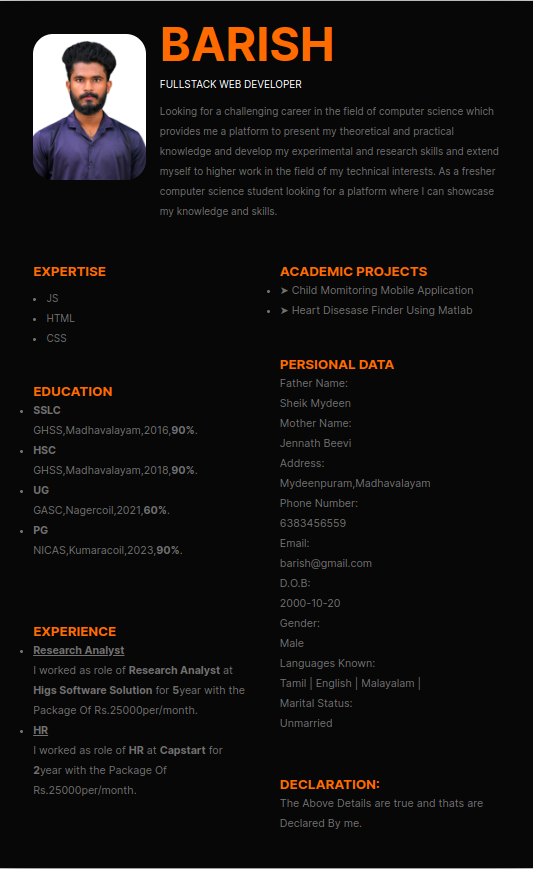 BARISH
FULLSTACK WEB DEVELOPER
Looking for a challenging career in the field of computer science which
provides me a platform to present my theoretical and practical
knowledge and develop my experimental and research skills and extend
myself to higher work in the field of my technical interests. As a fresher
computer science student looking for a platform where I can showcase
my knowledge and skills.
EXPERTISE
• JS
• HTML
• CSS
EDUCATION
• SSLC
GHSS,Madhavalayam,2016,90%.
• HSC
GHSS,Madhavalayam,2018,90%.
• UG
GASC,Nagercoil,2021,60%.
• PG
NICAS,Kumaracoil,2023,90%.
EXPERIENCE
• Research Analyst
I worked as role of Research Analyst at
Higs Software Solution for 5year with the
Package Of Rs.25000per/month.
• HR
I worked as role of HR at Capstart for
2year with the Package Of
Rs.25000per/month.
ACADEMIC PROJECTS
• ➤ Child Momitoring Mobile Application
• ➤ Heart Disesase Finder Using Matlab
PERSIONAL DATA
Father Name:
Sheik Mydeen
Mother Name:
Jennath Beevi
Address:
Mydeenpuram,Madhavalayam
Phone Number:
6383456559
Email:
barish@gmail.com
D.O.B:
2000-10-20
Gender:
Male
Languages Known:
Tamil | English | Malayalam |
Marital Status:
Unmarried
DECLARATION:
The Above Details are true and thats are
Declared By me.